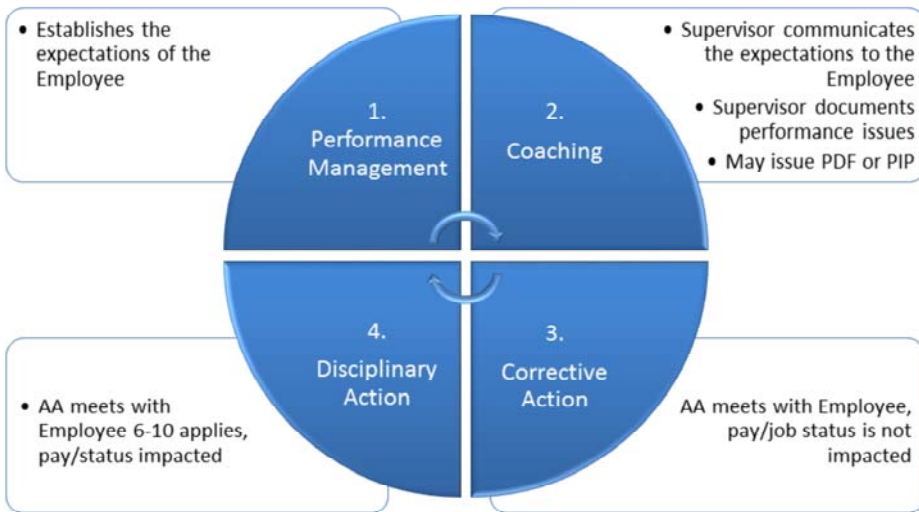 • Establishes the
expectations of the
Employee
1.
Performance
Management
2.
Coaching
• Supervisor communicates
the expectations to the
Employee
• Supervisor documents
performance issues
• May issue PDF or PIP
4.
Disciplinary
Action
3.
Corrective
Action
• AA meets with
Employee 6-10 applies,
pay/status impacted
AA meets with Employee,
pay/job status is not
impacted